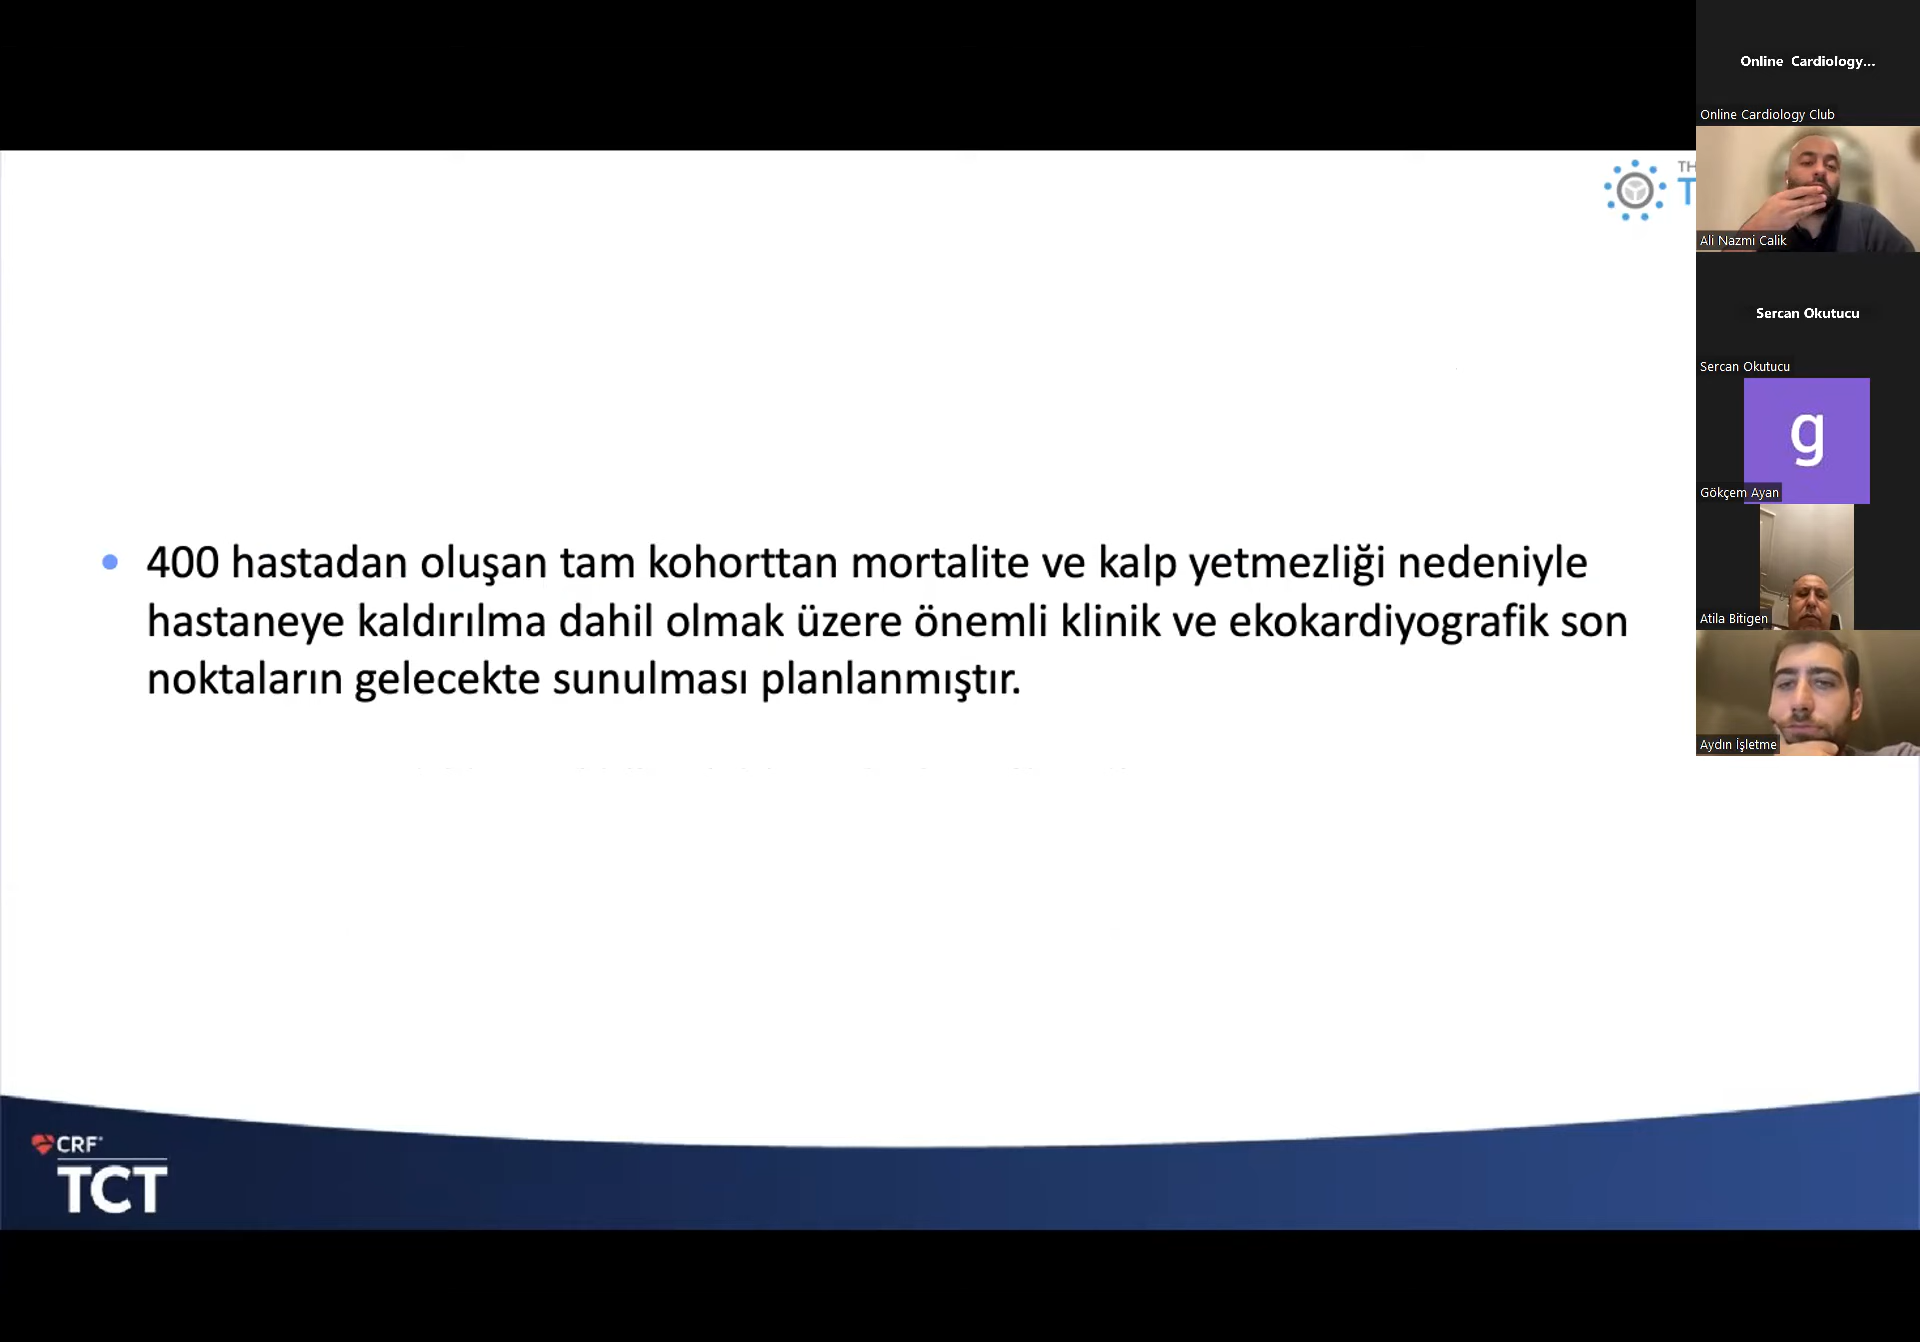 Online Cardiology...
Online Cardiology Club
TH
T
Ali Nazmi Calik
Sercan Okutucu
Sercan Okutucu
g
Gökçem Ayan
Atila Bitigen
Aydın İşletme
• 400 hastadan oluşan tam kohorttan mortalite ve kalp yetmezliği nedeniyle
hastaneye kaldırılma dahil olmak üzere önemli klinik ve ekokardiyografik son
noktaların gelecekte sunulması planlanmıştır.
CRF®
TCT